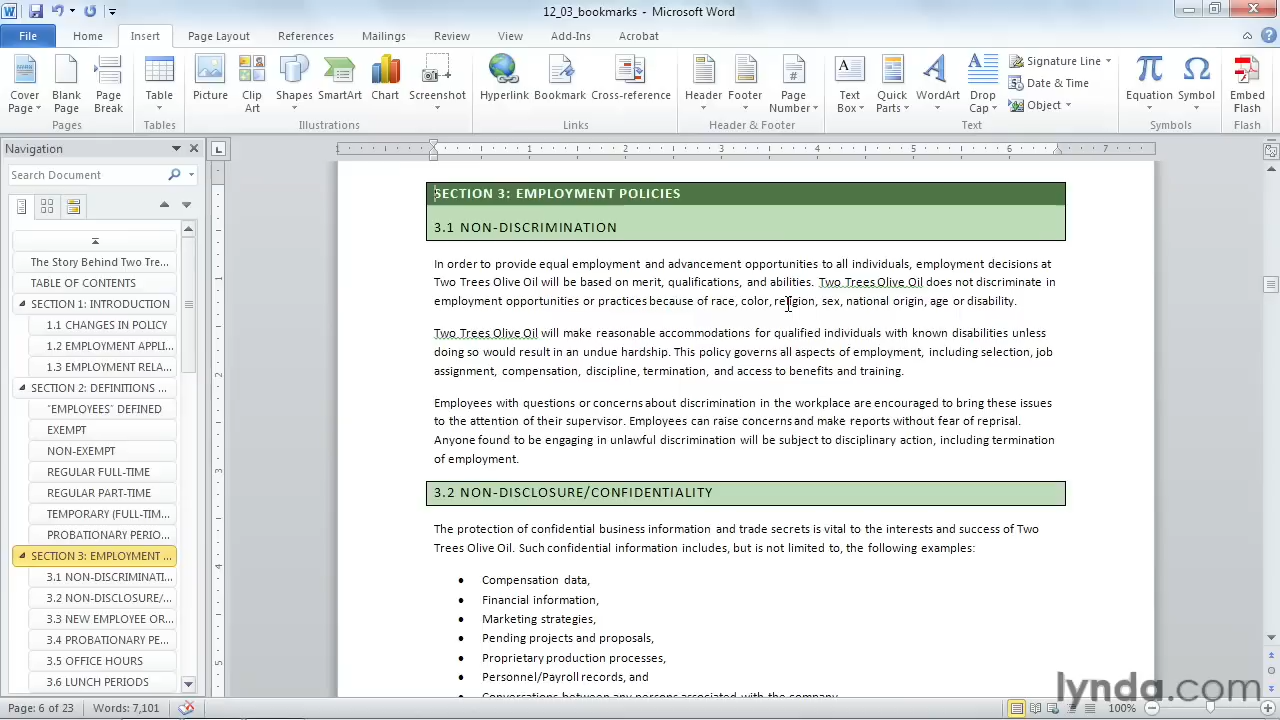 12_03_bookmarks - Microsoft Word
File Home Insert Page Layout References Mailings Review View Add-Ins Acrobat
Cover Page Blank Page Page Break Table Picture Clip Art Shapes SmartArt Chart Screenshot Hyperlink Bookmark Cross-reference Header Footer Page Number Text Box Quick Parts WordArt Drop Cap Signature Line Date & Time Object Equation Symbol Embed Flash
Pages Tables Illustrations Links Header & Footer Text Symbols Flash
Navigation
Search Document
The Story Behind Two Tre...
TABLE OF CONTENTS
SECTION 1: INTRODUCTION
1.1 CHANGES IN POLICY
1.2 EMPLOYMENT APPLI...
1.3 EMPLOYMENT RELA...
SECTION 2: DEFINITIONS ...
"EMPLOYEES" DEFINED
EXEMPT
NON-EXEMPT
REGULAR FULL-TIME
REGULAR PART-TIME
TEMPORARY (FULL-TIM...
PROBATIONARY PERIO...
SECTION 3: EMPLOYMENT ...
3.1 NON-DISCRIMINATI...
3.2 NON-DISCLOSURE/...
3.3 NEW EMPLOYEE OR...
3.4 PROBATIONARY PE...
3.5 OFFICE HOURS
3.6 LUNCH PERIODS
SECTION 3: EMPLOYMENT POLICIES
3.1 NON-DISCRIMINATION
In order to provide equal employment and advancement opportunities to all individuals, employment decisions at
Two Trees Olive Oil will be based on merit, qualifications, and abilities. Two Trees Olive Oil does not discriminate in
employment opportunities or practices because of race, color, religion, sex, national origin, age or disability.
Two Trees Olive Oil will make reasonable accommodations for qualified individuals with known disabilities unless
doing so would result in an undue hardship. This policy governs all aspects of employment, including selection, job
assignment, compensation, discipline, termination, and access to benefits and training.
Employees with questions or concerns about discrimination in the workplace are encouraged to bring these issues
to the attention of their supervisor. Employees can raise concerns and make reports without fear of reprisal.
Anyone found to be engaging in unlawful discrimination will be subject to disciplinary action, including termination
of employment.
3.2 NON-DISCLOSURE/CONFIDENTIALITY
The protection of confidential business information and trade secrets is vital to the interests and success of Two
Trees Olive Oil. Such confidential information includes, but is not limited to, the following examples:
• Compensation data,
• Financial information,
• Marketing strategies,
• Pending projects and proposals,
• Proprietary production processes,
• Personnel/Payroll records, and
Conversations between any persons associated with the company
lynda.com
Page: 6 of 23 Words: 7,101 100%